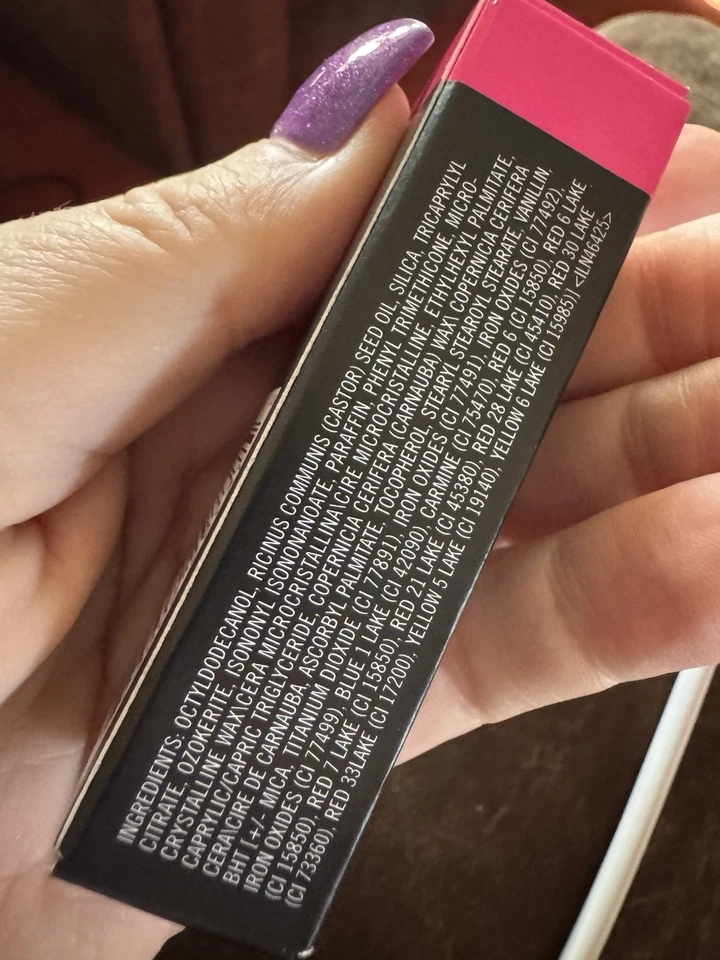 INGREDIENTS: OCTYLDODECANOL, RICINUS COMMUNIS (CASTOR) SEED OIL, SILICA, TRICAPRYLYL
CITRATE, OZOKERITE, ISONONYL ISONONANOATE, PARAFFIN, PHENYL TRIMETHICONE, MICRO-
CRYSTALLINE WAX\CERA MICROCRISTALLINA\CIRE MICROCRISTALLINE, ETHYLHEXYL PALMITATE,
CAPRYLIC/CAPRIC TRIGLYCERIDE, COPERNICIA CERIFERA (CARNAUBA) WAX\ COPERNICIA CERIFERA
CERA\CIRE DE CARNAUBA, ASCORBYL PALMITATE, TOCOPHEROL, STEARYL STEAROYL STEARATE, VANILLIN,
BHT [+/- MICA, TITANIUM DIOXIDE (CI 77891), IRON OXIDES (CI 77491), IRON OXIDES (CI 77492),
IRON OXIDES (CI 77499), BLUE 1 LAKE (CI 42090), CARMINE (CI 75470), RED 6 (CI 15850), RED 6 LAKE
(CI 15850), RED 7 LAKE (CI 15850), RED 21 LAKE (CI 45380), RED 28 LAKE (CI 45410), RED 30 LAKE
(CI 73360), RED 33LAKE (CI 17200), YELLOW 5 LAKE (CI 19140), YELLOW 6 LAKE (CI 15985)] <ILN46425>